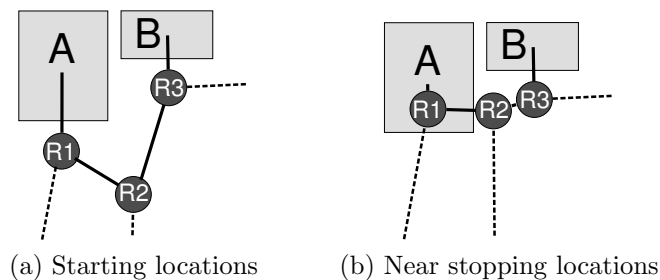 A
B
R3
R1
R2
(a) Starting locations
A
B
R1
R2
R3
(b) Near stopping locations